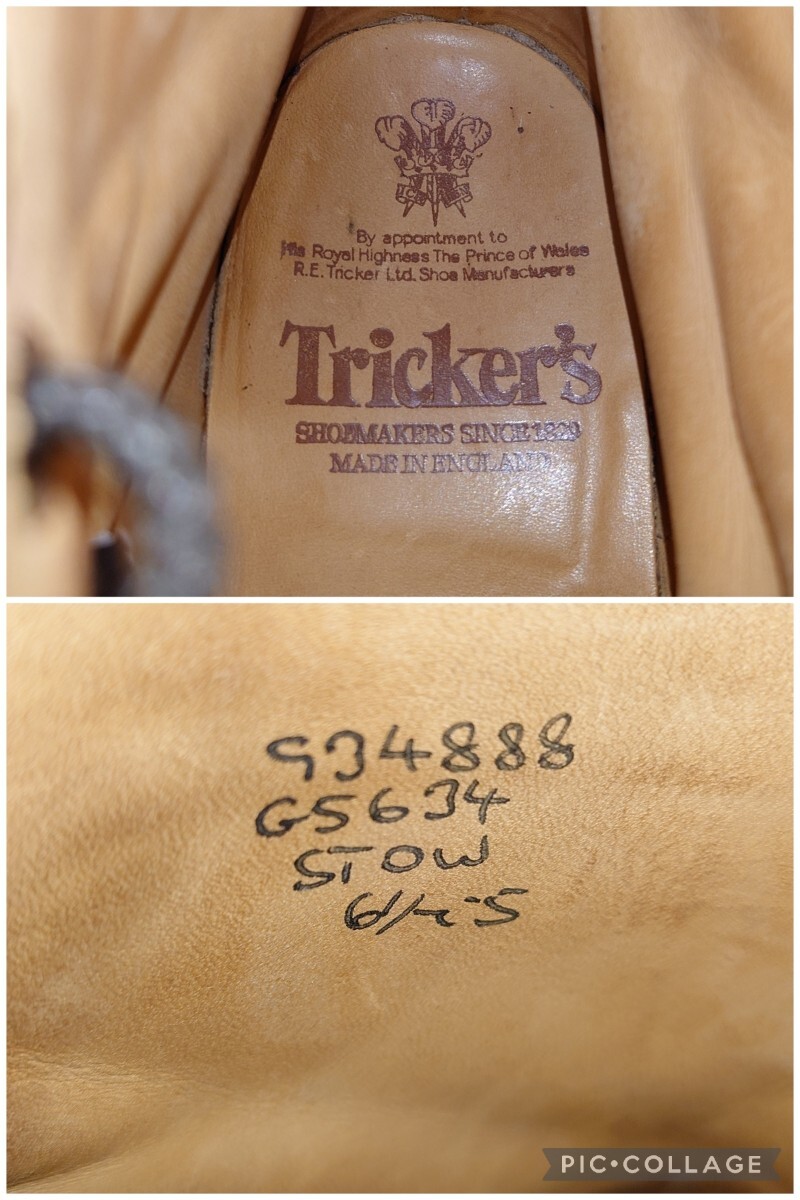 By appointment to
His Royal Highness The Prince of Wales
R.E. Tricker Ltd. Shoe Manufacturers
Tricker's
SHOEMAKERS SINCE 1829
MADE IN ENGLAND
934888
G5634
STOW
PIC•COLLAGE